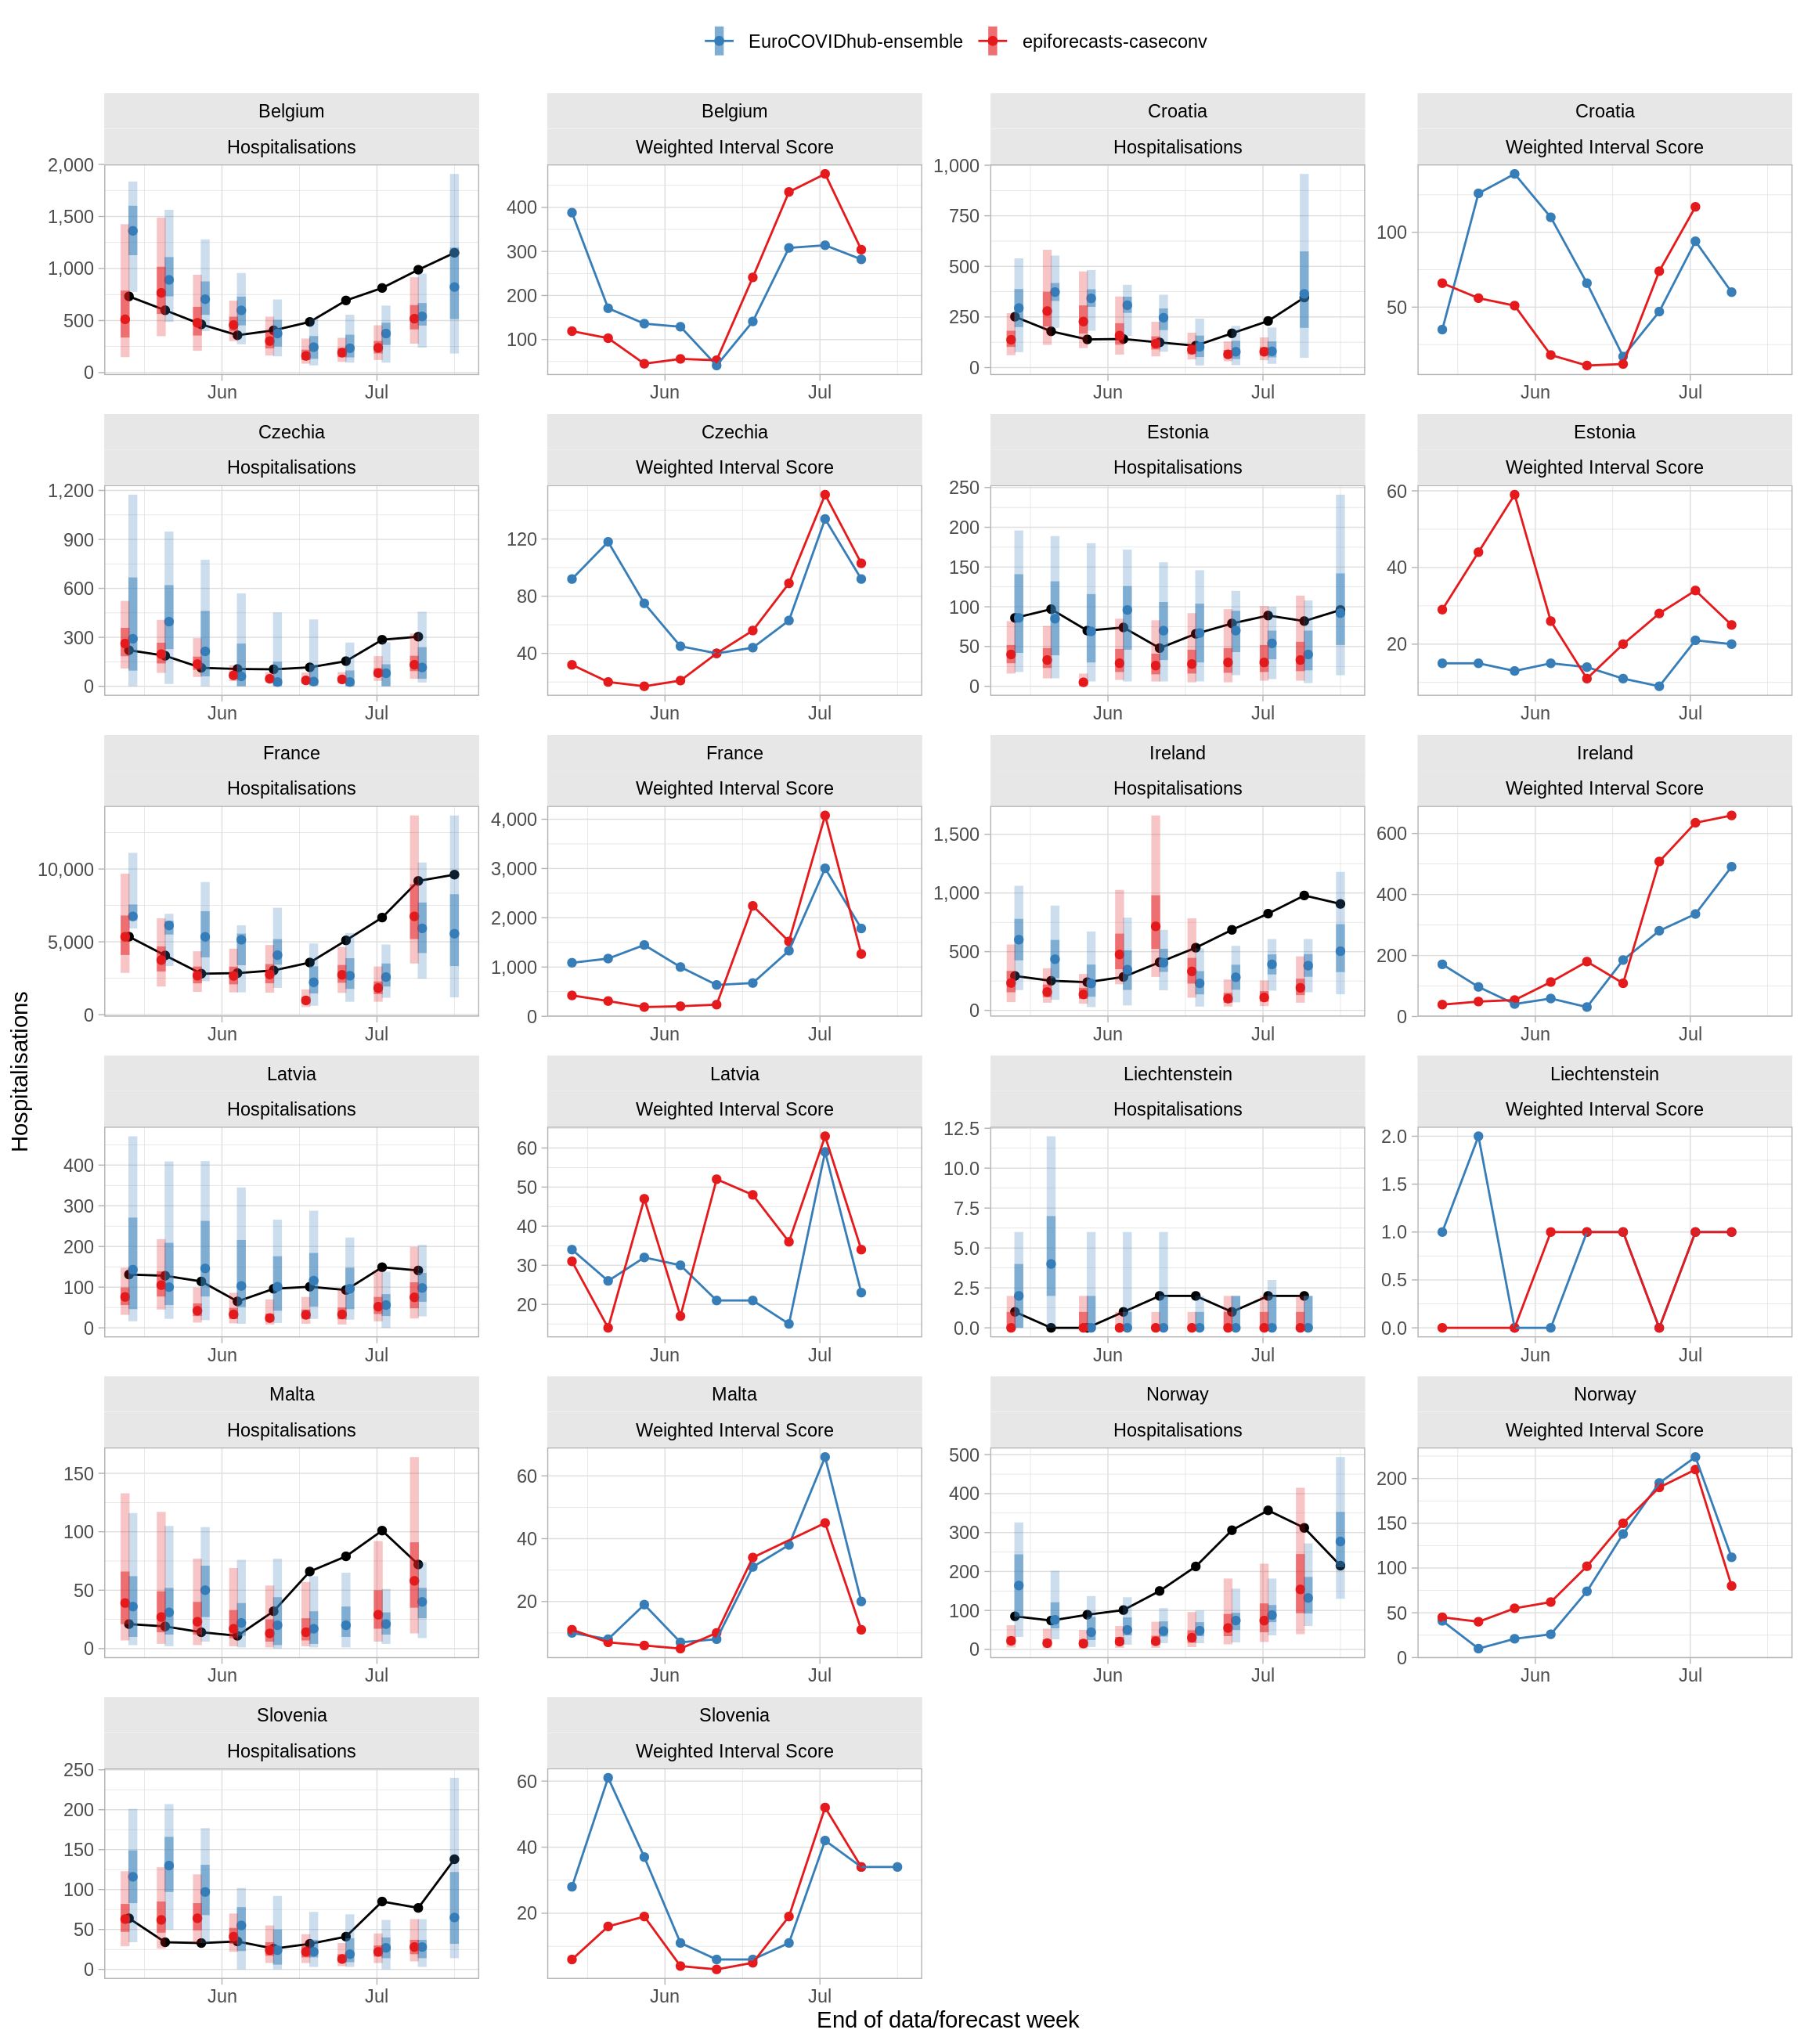 EuroCOVIDhub-ensemble epiforecasts-caseconv
Belgium Belgium Croatia Croatia
Hospitalisations Weighted Interval Score Hospitalisations Weighted Interval Score
2,000 1,500 1,000 500 0
400 300 200 100
1,000 750 500 250 0
100 50
Jun Jul Jun Jul Jun Jul Jun Jul
Czechia Czechia Estonia Estonia
Hospitalisations Weighted Interval Score Hospitalisations Weighted Interval Score
1,200 900 600 300 0
120 80 40
250 200 150 100 50 0
60 40 20
Jun Jul Jun Jul Jun Jul Jun Jul
France France Ireland Ireland
Hospitalisations Weighted Interval Score Hospitalisations Weighted Interval Score
10,000 5,000 0
4,000 3,000 2,000 1,000 0
1,500 1,000 500 0
600 400 200 0
Jun Jul Jun Jul Jun Jul Jun Jul
Hospitalisations
Latvia Latvia Liechtenstein Liechtenstein
Hospitalisations Weighted Interval Score Hospitalisations Weighted Interval Score
400 300 200 100 0
60 50 40 30 20
12.5 10.0 7.5 5.0 2.5 0.0
2.0 1.5 1.0 0.5 0.0
Jun Jul Jun Jul Jun Jul Jun Jul
Malta Malta Norway Norway
Hospitalisations Weighted Interval Score Hospitalisations Weighted Interval Score
150 100 50 0
60 40 20
500 400 300 200 100 0
200 150 100 50 0
Jun Jul Jun Jul Jun Jul Jun Jul
Slovenia Slovenia
Hospitalisations Weighted Interval Score
250 200 150 100 50 0
60 40 20
Jun Jul Jun Jul
End of data/forecast week